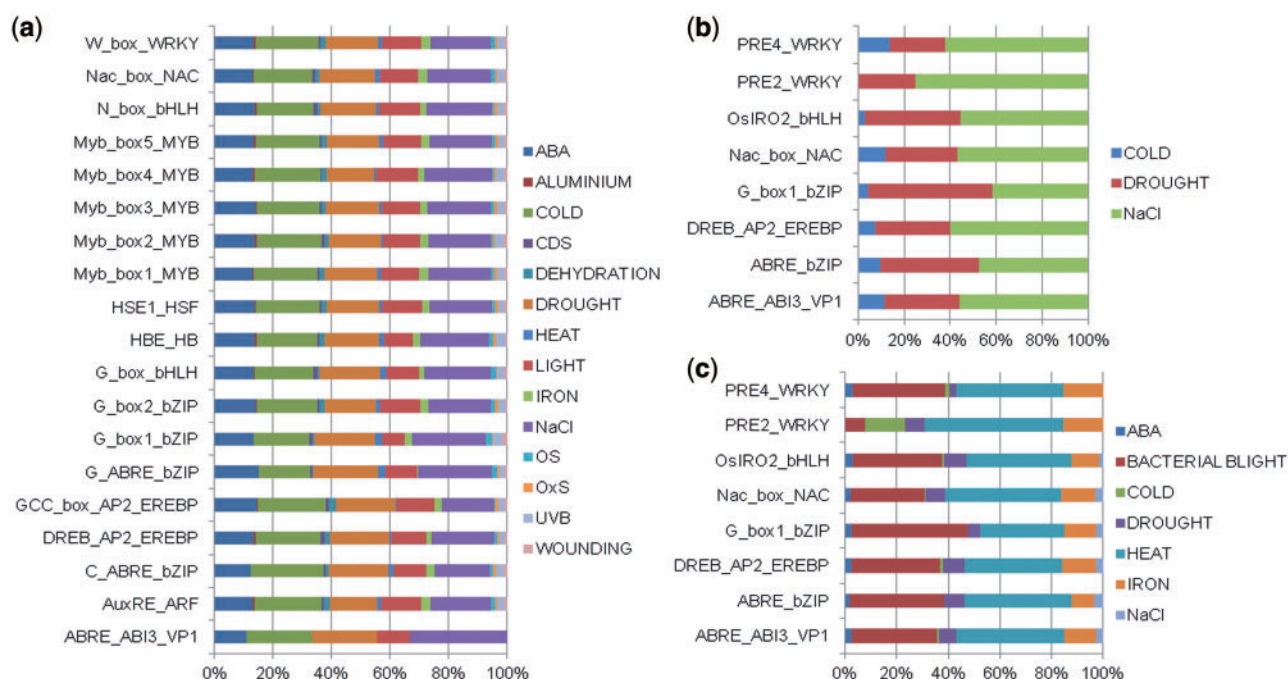 (a)
W_box_WRKY
Nac_box_NAC
N_box_bHLH
Myb_box5_MYB
Myb_box4_MYB
Myb_box3_MYB
Myb_box2_MYB
Myb_box1_MYB
HSE1_HSF
HBE_HB
G_box_bHLH
G_box2_bZIP
G_box1_bZIP
G_ABRE_bZIP
GCC_box_AP2_EREBP
DREB_AP2_EREBP
C_ABRE_bZIP
AuxRE_ARF
ABRE_ABI3_VP1
0% 20% 40% 60% 80% 100%
ABA
ALUMINIUM
COLD
CDS
DEHYDRATION
DROUGHT
HEAT
LIGHT
IRON
NaCl
OS
OxS
UVB
WOUNDING
(b)
PRE4_WRKY
PRE2_WRKY
OsIRO2_bHLH
Nac_box_NAC
G_box1_bZIP
DREB_AP2_EREBP
ABRE_bZIP
ABRE_ABI3_VP1
0% 20% 40% 60% 80% 100%
COLD
DROUGHT
NaCl
(c)
PRE4_WRKY
PRE2_WRKY
OsIRO2_bHLH
Nac_box_NAC
G_box1_bZIP
DREB_AP2_EREBP
ABRE_bZIP
ABRE_ABI3_VP1
0% 20% 40% 60% 80% 100%
ABA
BACTERIAL BLIGHT
COLD
DROUGHT
HEAT
IRON
NaCl